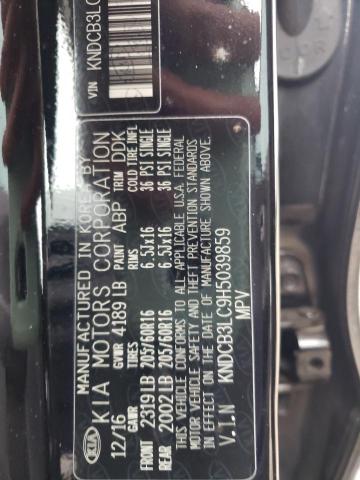 VIN KNDCB3LC
KIA
MANUFACTURED IN KOREA BY
KIA MOTORS CORPORATION
12/16 GVWR 4189 LB PAINT ABP TRIM DDK
GAWR TIRES RIMS COLD TIRE INFL
FRT 2319 LB 205/60R16 6.5Jx16 36 PSI SINGLE
REAR 2002 LB 205/60R16 6.5Jx16 36 PSI SINGLE
THIS VEHICLE CONFORMS TO ALL APPLICABLE U.S.A. FEDERAL
MOTOR VEHICLE SAFETY AND THEFT PREVENTION STANDARDS
IN EFFECT ON THE DATE OF MANUFACTURE SHOWN ABOVE.
V.I.N KNDCB3LC9H5039859
MPV